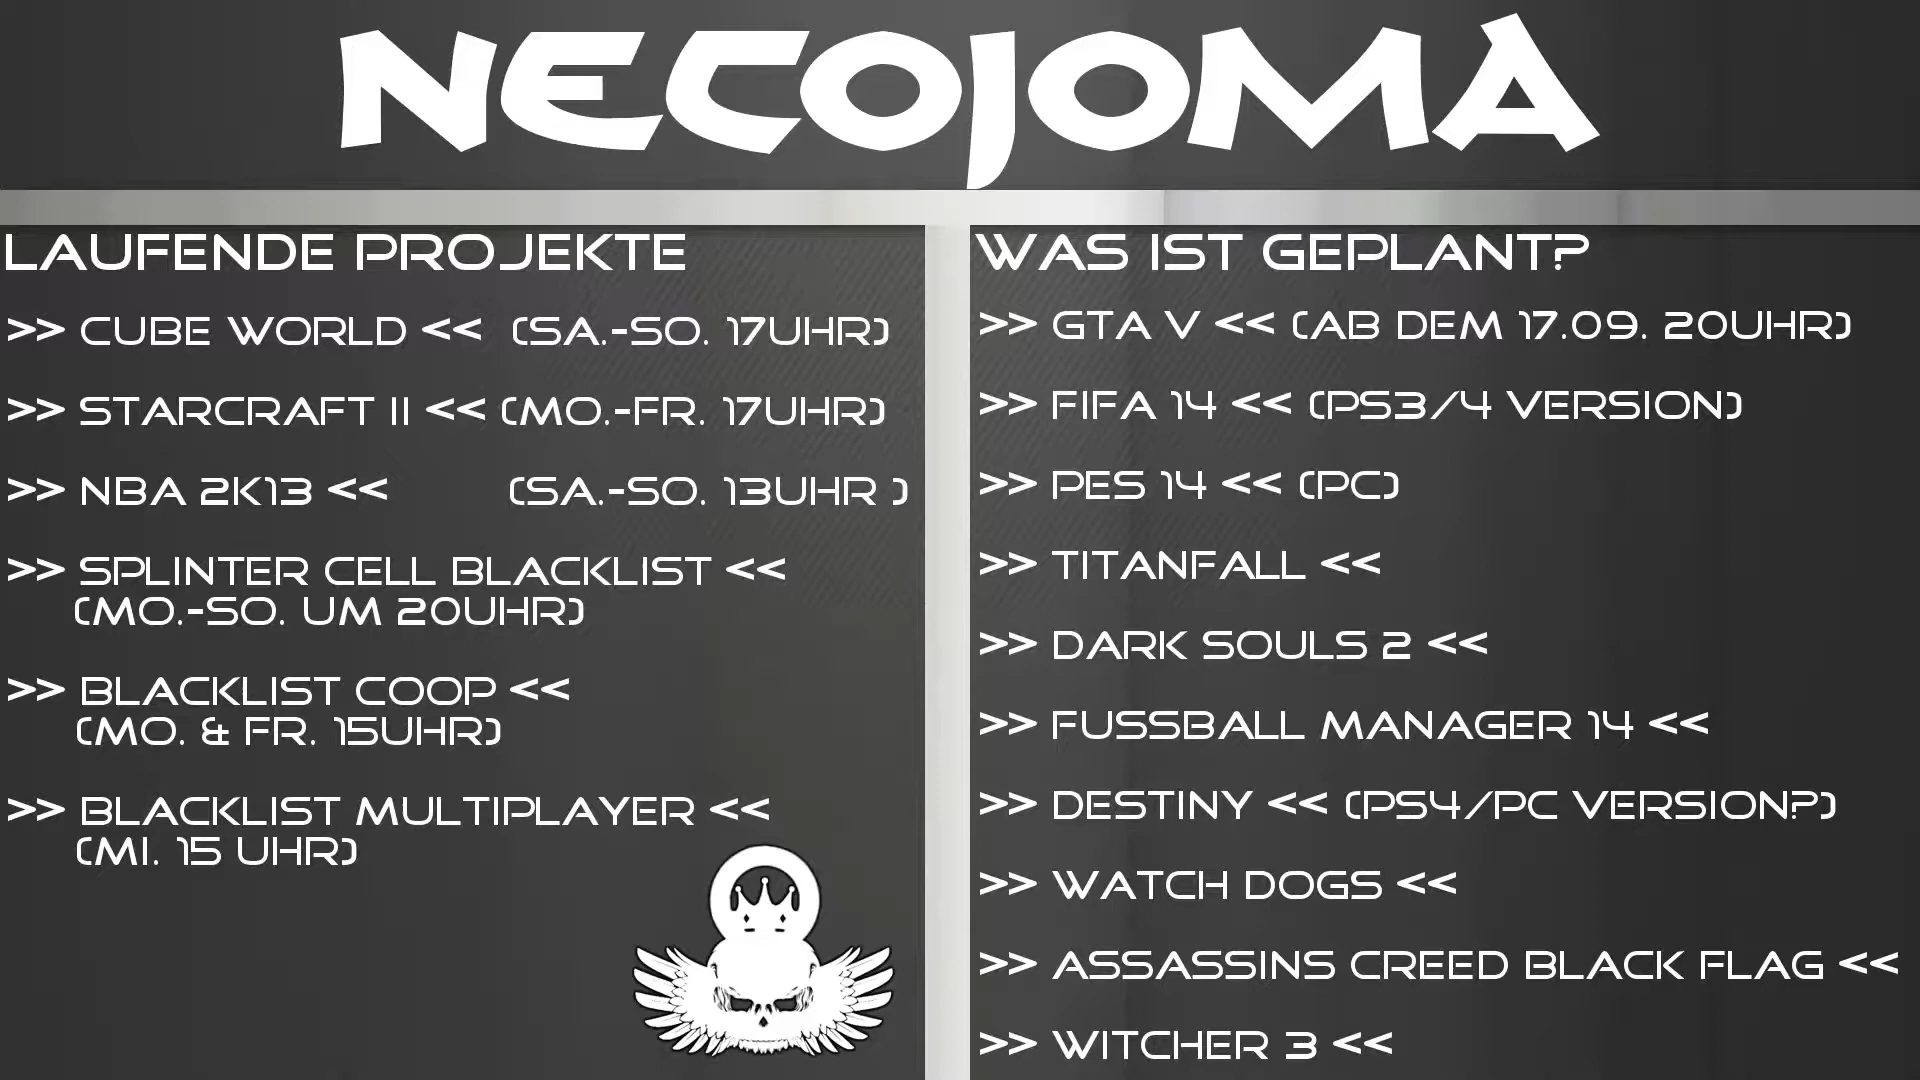 NECOJOMA
LAUFENDE PROJEKTE
>> CUBE WORLD << (SA.-SO. 17UHR)
>> STARCRAFT II << (MO.-FR. 17UHR)
>> NBA 2K13 << (SA.-SO. 13UHR )
>> SPLINTER CELL BLACKLIST <<
(MO.-SO. UM 20UHR)
>> BLACKLIST COOP <<
(MO. & FR. 15UHR)
>> BLACKLIST MULTIPLAYER <<
(MI. 15 UHR)
WAS IST GEPLANT?
>> GTA V << (AB DEM 17.09. 20UHR)
>> FIFA 14 << (PS3/4 VERSION)
>> PES 14 << (PC)
>> TITANFALL <<
>> DARK SOULS 2 <<
>> FUSSBALL MANAGER 14 <<
>> DESTINY << (PS4/PC VERSION?)
>> WATCH DOGS <<
>> ASSASSINS CREED BLACK FLAG <<
>> WITCHER 3 <<